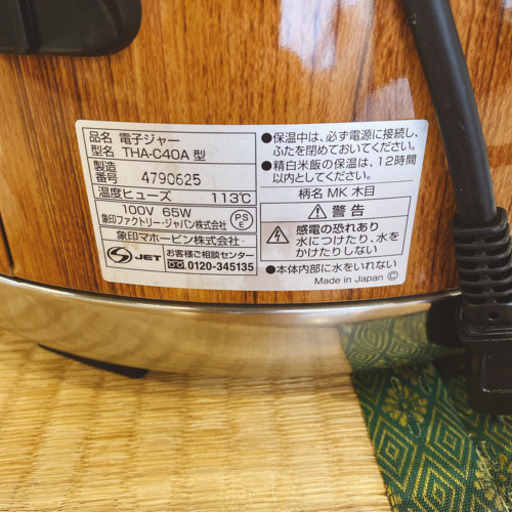 品名 電子ジャー
型名 THA-C40A 型
製造
番号 4790625
温度ヒューズ 113℃
100V 65W
象印ファクトリー・ジャパン株式会社
PS
E
象印マホービン株式会社
S JET お客様ご相談センター
0120-345135
●保温中は、必ず電源に接続し、
ふたを閉めておいてください。
●精白米飯の保温は、12時間
以内としてください。
柄名 MK 木目
警告
感電の恐れあり
水につけたり、水を
かけたりしない
●本体内部に水をいれない
Made in Japan Ⓒ